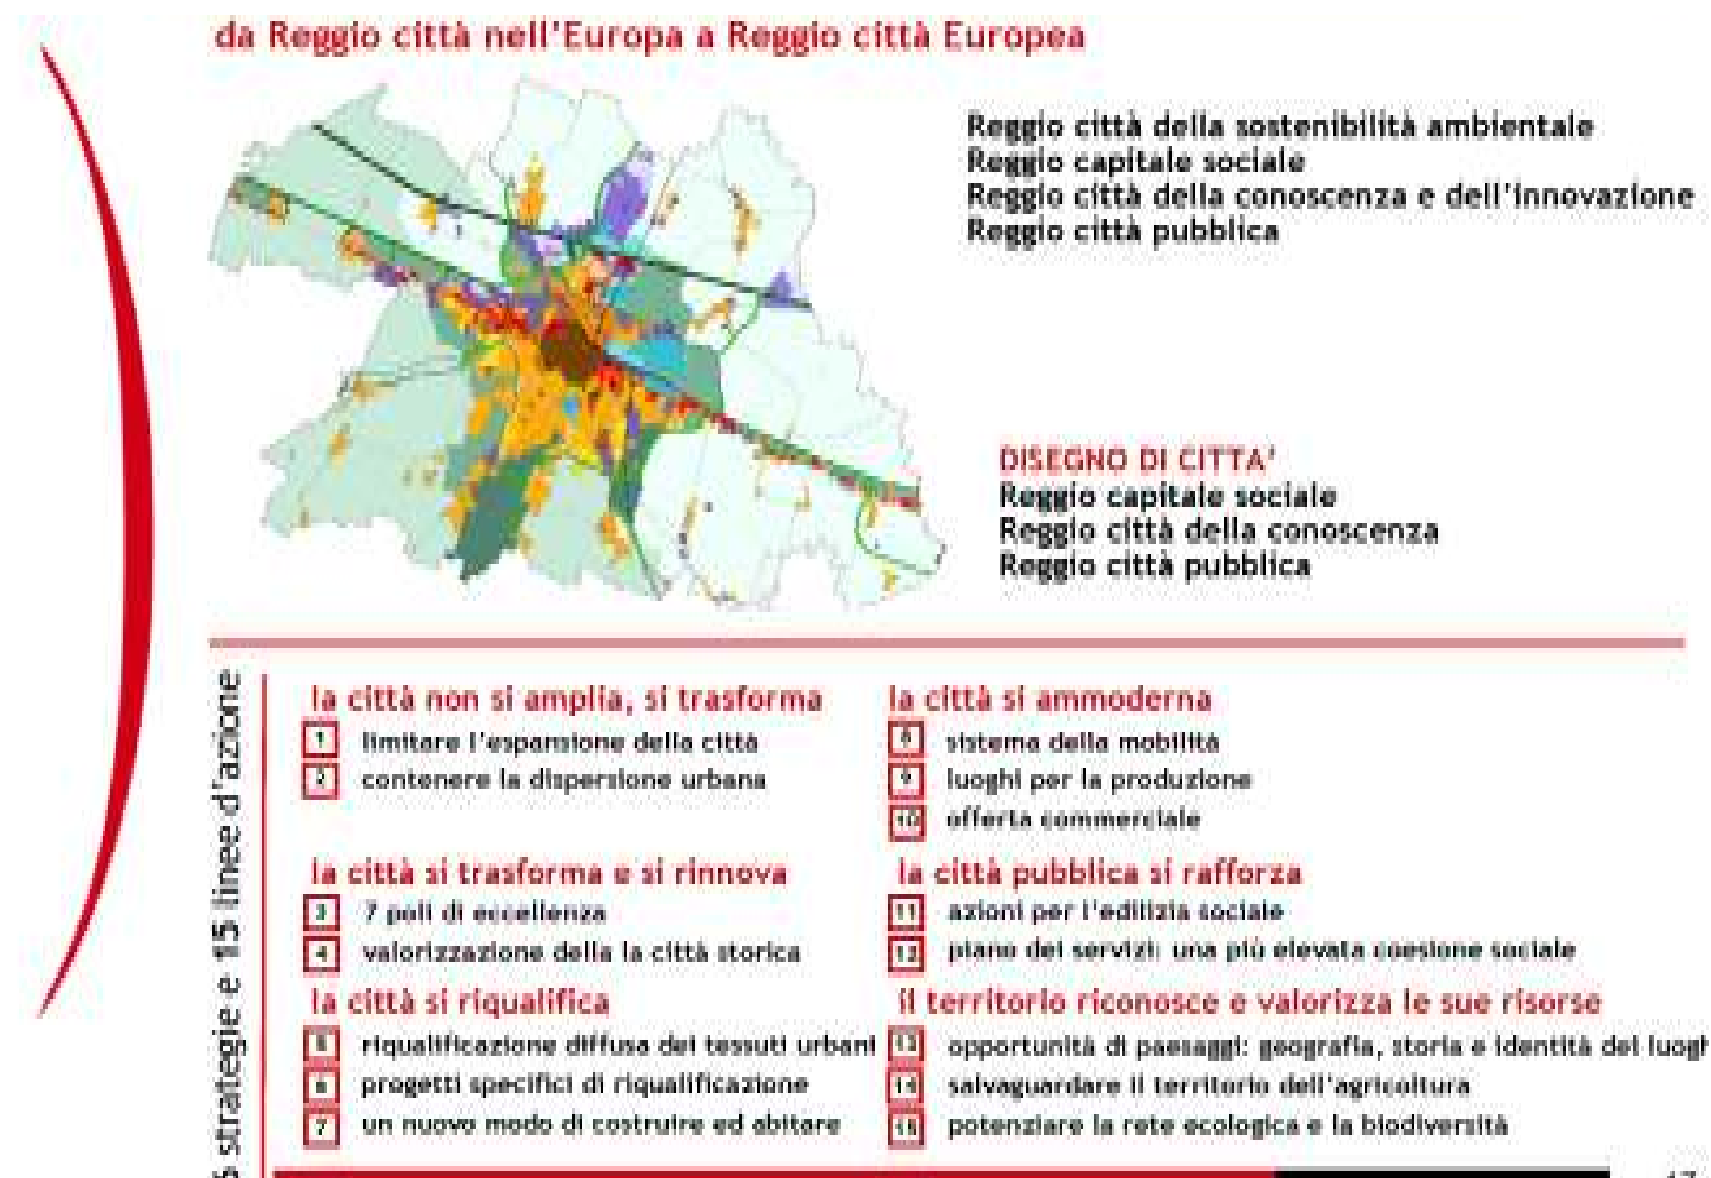 da Reggio città nell'Europa a Reggio città Europea
Reggio città della sostenibilità ambientale
Reggio capitale sociale
Reggio città della conoscenza e dell'innovazione
Reggio città pubblica
DISEGNO DI CITTA'
Reggio capitale sociale
Reggio città della conoscenza
Reggio città pubblica
strategie e 15 linee d'azione
la città non si amplia, si trasforma
1 limitare l'espansione della città
2 contenere la dispersione urbana
la città si trasforma e si rinnova
3 7 poli di eccellenza
4 valorizzazione della la città storica
la città si riqualifica
5 riqualificazione diffusa dei tessuti urbani
6 progetti specifici di riqualificazione
7 un nuovo modo di costruire ed abitare
la città si ammoderna
8 sistema della mobilità
9 luoghi per la produzione
10 offerta commerciale
la città pubblica si rafforza
11 azioni per l'edilizia sociale
12 piano dei servizi: una più elevata coesione sociale
il territorio riconosce e valorizza le sue risorse
13 opportunità di paesaggi: geografia, storia e identità dei luogh
14 salvaguardare il territorio dell'agricoltura
15 potenziare la rete ecologica e la biodiversità